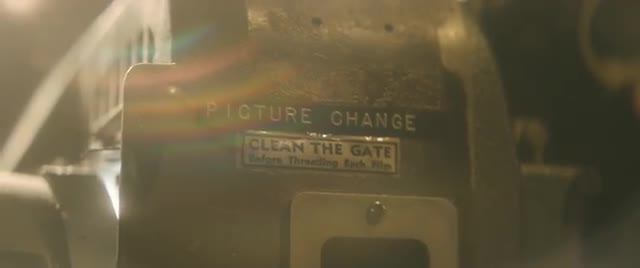 PICTURE CHANGE
CLEAN THE GATE
Before Threading Each Film